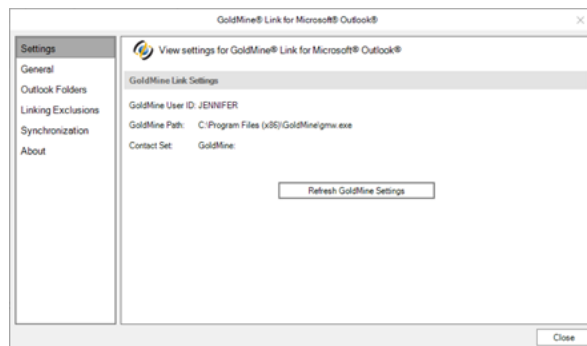 GoldMine® Link for Microsoft® Outlook®
Settings
General
Outlook Folders
Linking Exclusions
Synchronization
About
View settings for GoldMine® Link for Microsoft® Outlook®
GoldMine Link Settings
GoldMine User ID: JENNIFER
GoldMine Path: C:\Program Files (x86)\GoldMine\gmw.exe
Contact Set: GoldMine:
Refresh GoldMine Settings
Close